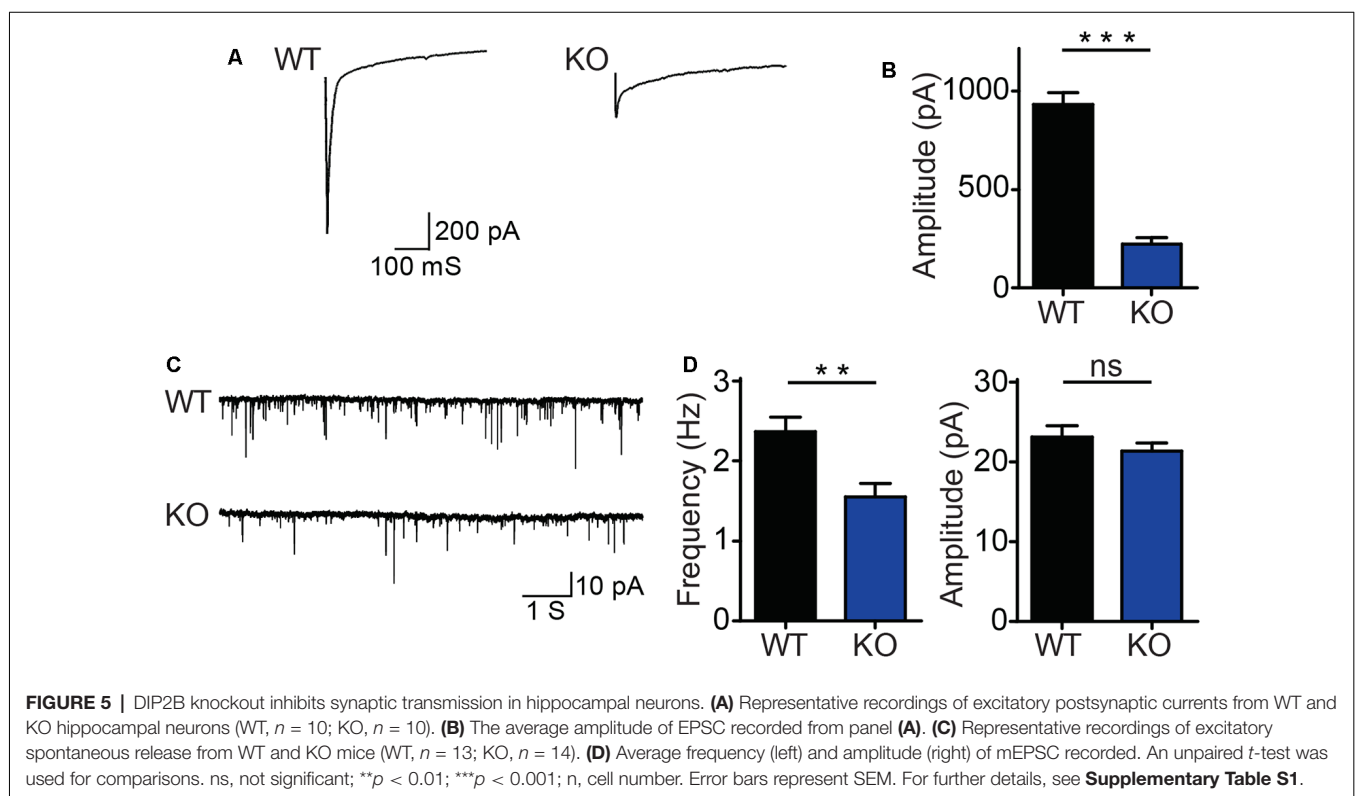 A WT
KO
200 pA
100 mS
B
* * *
Amplitude (pA)
1000
500
0
WT KO
C
WT
KO
10 pA
1 S
D
* *
Frequency (Hz)
3
2
1
0
WT KO
ns
Amplitude (pA)
30
20
10
0
WT KO
FIGURE 5 | DIP2B knockout inhibits synaptic transmission in hippocampal neurons. (A) Representative recordings of excitatory postsynaptic currents from WT and
KO hippocampal neurons (WT, n = 10; KO, n = 10). (B) The average amplitude of EPSC recorded from panel (A). (C) Representative recordings of excitatory
spontaneous release from WT and KO mice (WT, n = 13; KO, n = 14). (D) Average frequency (left) and amplitude (right) of mEPSC recorded. An unpaired t-test was
used for comparisons. ns, not significant; **p < 0.01; ***p < 0.001; n, cell number. Error bars represent SEM. For further details, see Supplementary Table S1.